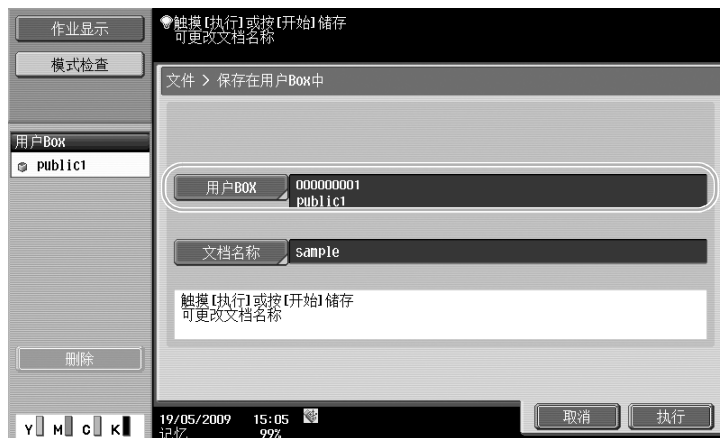 作业显示
触摸[执行]或按[开始]储存
可更改文档名称
模式检查
文件 > 保存在用户Box中
用户Box
public1
用户BOX
000000001
public1
文档名称
sample
触摸[执行]或按[开始]储存
可更改文档名称
删除
取消
执行
Y M C K
19/05/2009 15:05
记忆 99%